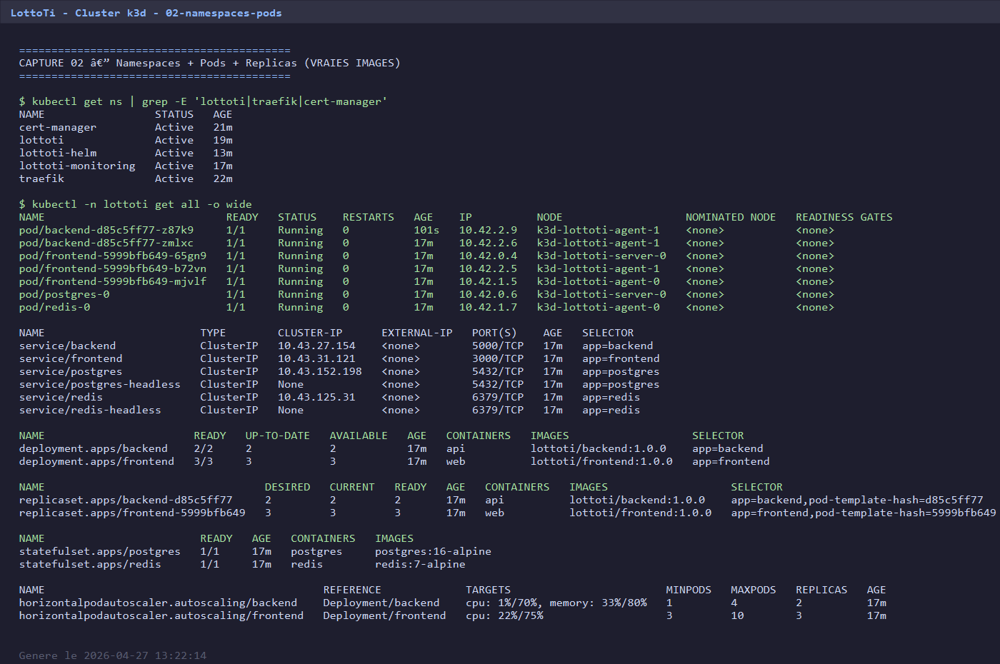 LottoTi - Cluster k3d - 02-namespaces-pods
==========================================
CAPTURE 02 â€” Namespaces + Pods + Replicas (VRAIES IMAGES)
==========================================
$ kubectl get ns | grep -E 'lottoti|traefik|cert-manager'
NAME                 STATUS   AGE
cert-manager         Active   21m
lottoti              Active   19m
lottoti-helm         Active   13m
lottoti-monitoring   Active   17m
traefik              Active   22m
$ kubectl -n lottoti get all -o wide
NAME                            READY   STATUS    RESTARTS   AGE    IP          NODE                   NOMINATED NODE   READINESS GATES
pod/backend-d85c5ff77-z87k9     1/1     Running   0          101s   10.42.2.9   k3d-lottoti-agent-1    <none>           <none>
pod/backend-d85c5ff77-zmlxc     1/1     Running   0          17m    10.42.2.6   k3d-lottoti-agent-1    <none>           <none>
pod/frontend-5999bfb649-65gn9   1/1     Running   0          17m    10.42.0.4   k3d-lottoti-server-0   <none>           <none>
pod/frontend-5999bfb649-b72vn   1/1     Running   0          17m    10.42.2.5   k3d-lottoti-agent-1    <none>           <none>
pod/frontend-5999bfb649-mjvlf   1/1     Running   0          17m    10.42.1.5   k3d-lottoti-agent-0    <none>           <none>
pod/postgres-0                  1/1     Running   0          17m    10.42.0.6   k3d-lottoti-server-0   <none>           <none>
pod/redis-0                     1/1     Running   0          17m    10.42.1.7   k3d-lottoti-agent-0    <none>           <none>
NAME                        TYPE        CLUSTER-IP      EXTERNAL-IP   PORT(S)    AGE   SELECTOR
service/backend             ClusterIP   10.43.27.154    <none>        5000/TCP   17m   app=backend
service/frontend            ClusterIP   10.43.31.121    <none>        3000/TCP   17m   app=frontend
service/postgres            ClusterIP   10.43.152.198   <none>        5432/TCP   17m   app=postgres
service/postgres-headless   ClusterIP   None            <none>        5432/TCP   17m   app=postgres
service/redis               ClusterIP   10.43.125.31    <none>        6379/TCP   17m   app=redis
service/redis-headless      ClusterIP   None            <none>        6379/TCP   17m   app=redis
NAME                       READY   UP-TO-DATE   AVAILABLE   AGE   CONTAINERS   IMAGES                   SELECTOR
deployment.apps/backend    2/2     2            2           17m   api          lottoti/backend:1.0.0    app=backend
deployment.apps/frontend   3/3     3            3           17m   web          lottoti/frontend:1.0.0   app=frontend
NAME                                  DESIRED   CURRENT   READY   AGE   CONTAINERS   IMAGES                   SELECTOR
replicaset.apps/backend-d85c5ff77     2         2         2       17m   api          lottoti/backend:1.0.0    app=backend,pod-template-hash=d85c5ff77
replicaset.apps/frontend-5999bfb649   3         3         3       17m   web          lottoti/frontend:1.0.0   app=frontend,pod-template-hash=5999bfb649
NAME                        READY   AGE   CONTAINERS   IMAGES
statefulset.apps/postgres   1/1     17m   postgres     postgres:16-alpine
statefulset.apps/redis      1/1     17m   redis        redis:7-alpine
NAME                                           REFERENCE             TARGETS                        MINPODS   MAXPODS   REPLICAS   AGE
horizontalpodautoscaler.autoscaling/backend    Deployment/backend    cpu: 1%/70%, memory: 33%/80%   1         4         2          17m
horizontalpodautoscaler.autoscaling/frontend   Deployment/frontend   cpu: 22%/75%                   3         10        3          17m
Genere le 2026-04-27 13:22:14